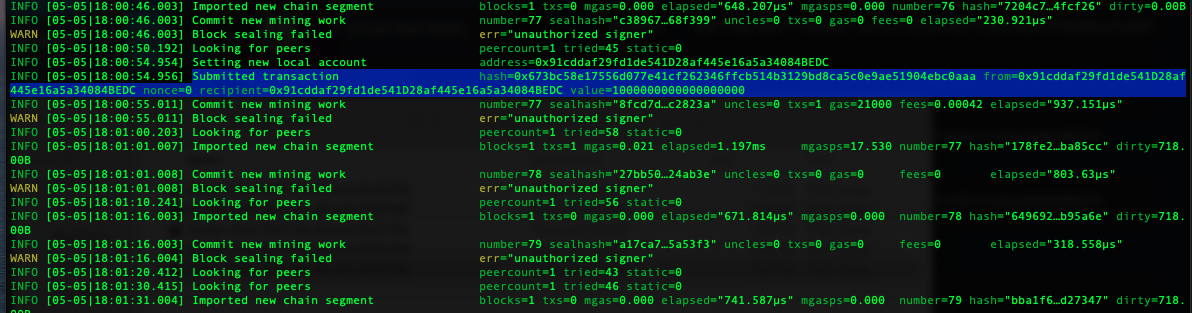 INFO [05-05|18:00:46.003] Imported new chain segment blocks=1 txs=0 mgas=0.000 elapsed="648.207µs" mgasps=0.000 number=76 hash="7204c7…4fcf26" dirty=0.00B
INFO [05-05|18:00:46.003] Commit new mining work number=77 sealhash="c38967…68f399" uncles=0 txs=0 gas=0 fees=0 elapsed="230.921µs"
WARN [05-05|18:00:46.003] Block sealing failed err="unauthorized signer"
INFO [05-05|18:00:50.192] Looking for peers peercount=1 tried=45 static=0
INFO [05-05|18:00:54.954] Setting new local account address=0x91cddaf29fd1de541D28af445e16a5a34084BEDC
INFO [05-05|18:00:54.956] Submitted transaction hash=0x673bc58e17556d077e41cf262346ffcb514b3129bd8ca5c0e9ae51904ebc0aaa from=0x91cddaf29fd1de541D28af
445e16a5a34084BEDC nonce=0 recipient=0x91cddaf29fd1de541D28af445e16a5a34084BEDC value=1000000000000000000
INFO [05-05|18:00:55.011] Commit new mining work number=77 sealhash="8fcd7d…c2823a" uncles=0 txs=1 gas=21000 fees=0.00042 elapsed="937.151µs"
WARN [05-05|18:00:55.011] Block sealing failed err="unauthorized signer"
INFO [05-05|18:01:00.203] Looking for peers peercount=1 tried=58 static=0
INFO [05-05|18:01:01.007] Imported new chain segment blocks=1 txs=1 mgas=0.021 elapsed=1.197ms mgasps=17.530 number=77 hash="178fe2…ba85cc" dirty=718.
00B
INFO [05-05|18:01:01.008] Commit new mining work number=78 sealhash="27bb50…24ab3e" uncles=0 txs=0 gas=0 fees=0 elapsed="803.63µs"
WARN [05-05|18:01:01.008] Block sealing failed err="unauthorized signer"
INFO [05-05|18:01:10.241] Looking for peers peercount=1 tried=56 static=0
INFO [05-05|18:01:16.003] Imported new chain segment blocks=1 txs=0 mgas=0.000 elapsed="671.814µs" mgasps=0.000 number=78 hash="649692…b95a6e" dirty=718.
00B
INFO [05-05|18:01:16.003] Commit new mining work number=79 sealhash="a17ca7…5a53f3" uncles=0 txs=0 gas=0 fees=0 elapsed="318.558µs"
WARN [05-05|18:01:16.004] Block sealing failed err="unauthorized signer"
INFO [05-05|18:01:20.412] Looking for peers peercount=1 tried=43 static=0
INFO [05-05|18:01:30.415] Looking for peers peercount=1 tried=46 static=0
INFO [05-05|18:01:31.004] Imported new chain segment blocks=1 txs=0 mgas=0.000 elapsed="741.587µs" mgasps=0.000 number=79 hash="bba1f6…d27347" dirty=718.
00B